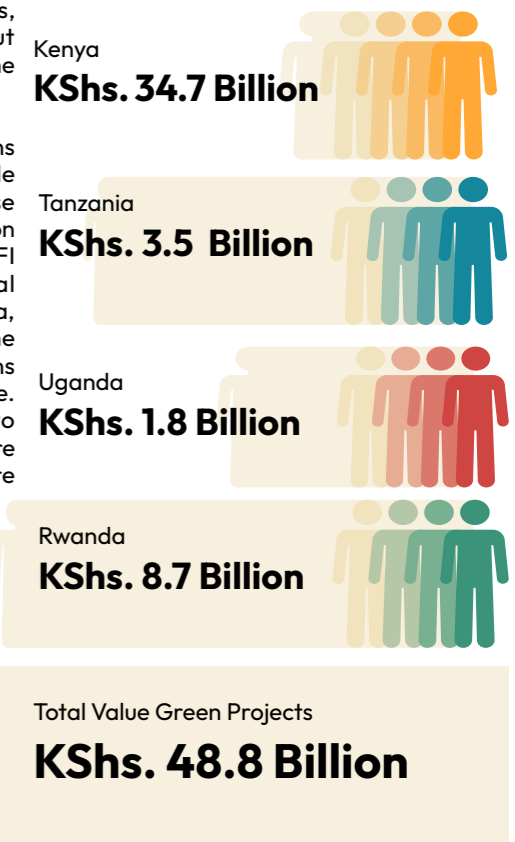 Kenya
KShs. 34.7 Billion
Tanzania
KShs. 3.5 Billion
Uganda
KShs. 1.8 Billion
Rwanda
KShs. 8.7 Billion
Total Value Green Projects
KShs. 48.8 Billion